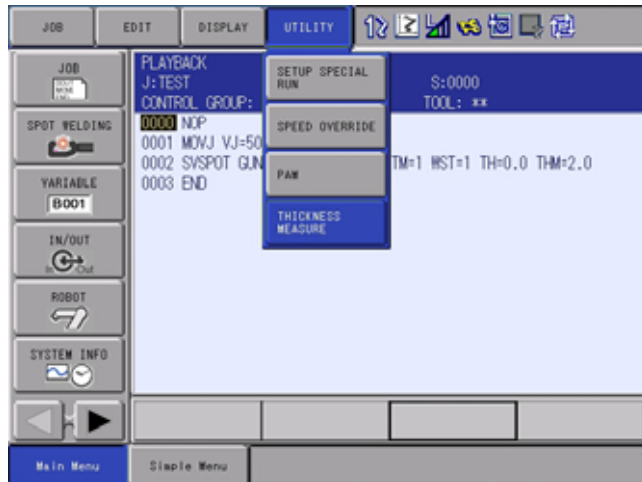 JOB EDIT DISPLAY UTILITY
JOB
SPOT WELDING
VARIABLE
B001
IN/OUT
In Out
ROBOT
SYSTEM INFO
PLAYBACK
J:TEST S:0000
CONTROL GROUP: TOOL: **
0000 NOP
0001 MOVJ VJ=50
0002 SVSPOT GUN TM=1 WST=1 TH=0.0 THM=2.0
0003 END
SETUP SPECIAL
RUN
SPEED OVERRIDE
PAM
THICKNESS
MEASURE
Main Menu Simple Menu